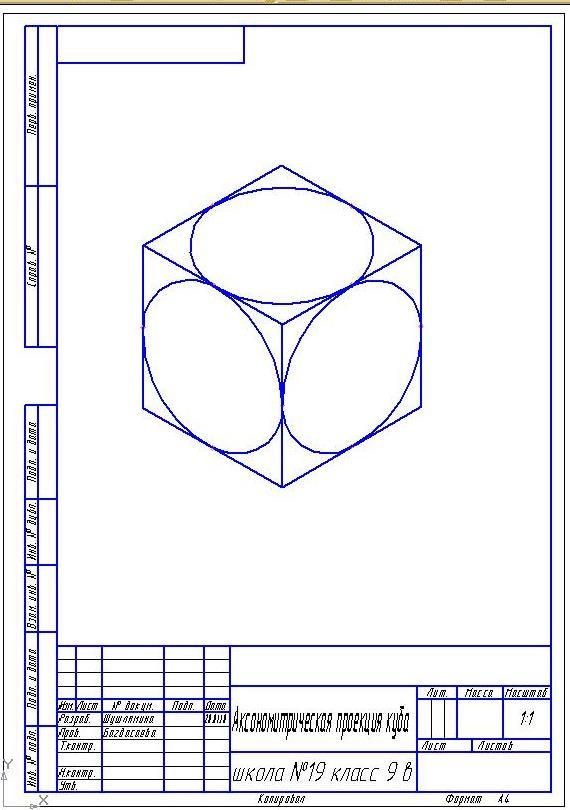 Перв. примен.
Справ. №
Подп. и дата
Инв. № дубл.
Взам. инв. №
Подп. и дата
Инв. № подл.
Изм. Лист № докум. Подп. Дата
Разраб. Шушлямина
Пров. Багдасаева
Т.контр.
Н.контр.
Утв.
Аксонометрическая проекция куба
школа №19 класс 9 в
Лит. Масса Масштаб
1:1
Лист Листов
Копировал Формат А4
Y
X